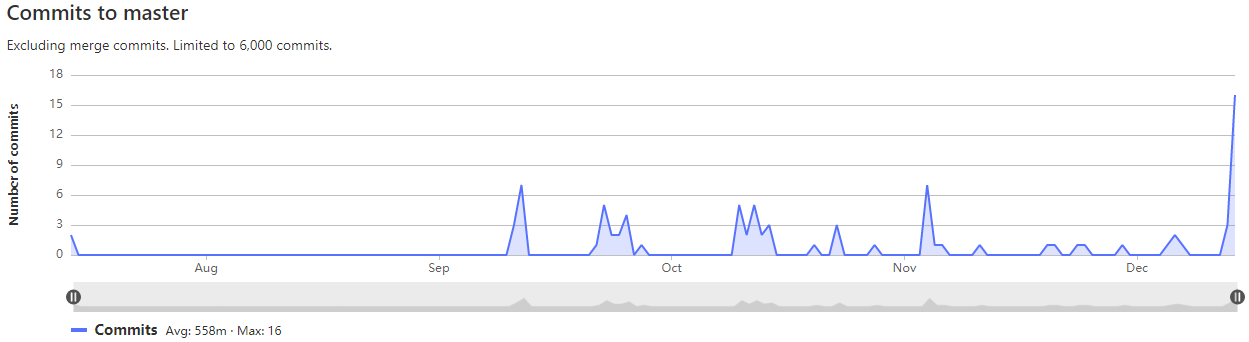 Commits to master
Excluding merge commits. Limited to 6,000 commits.
Number of commits
18
15
12
9
6
3
0
Aug Sep Oct Nov Dec
Commits Avg: 558m · Max: 16